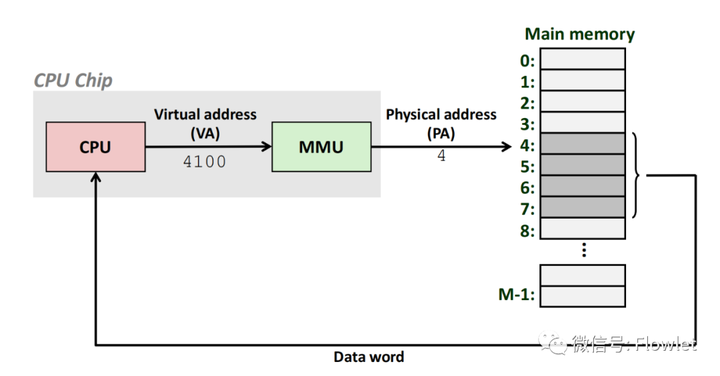 Main memory
CPU Chip
Virtual address
(VA)
4100
Physical address
(PA)
4
CPU
MMU
0:
1:
2:
3:
4:
5:
6:
7:
8:
M-1:
Data word
微信号: Flowlet